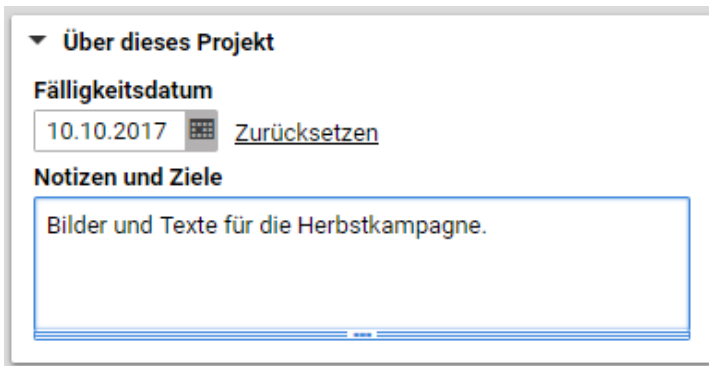 Über dieses Projekt
Fälligkeitsdatum
10.10.2017 Zurücksetzen
Notizen und Ziele
Bilder und Texte für die Herbstkampagne.